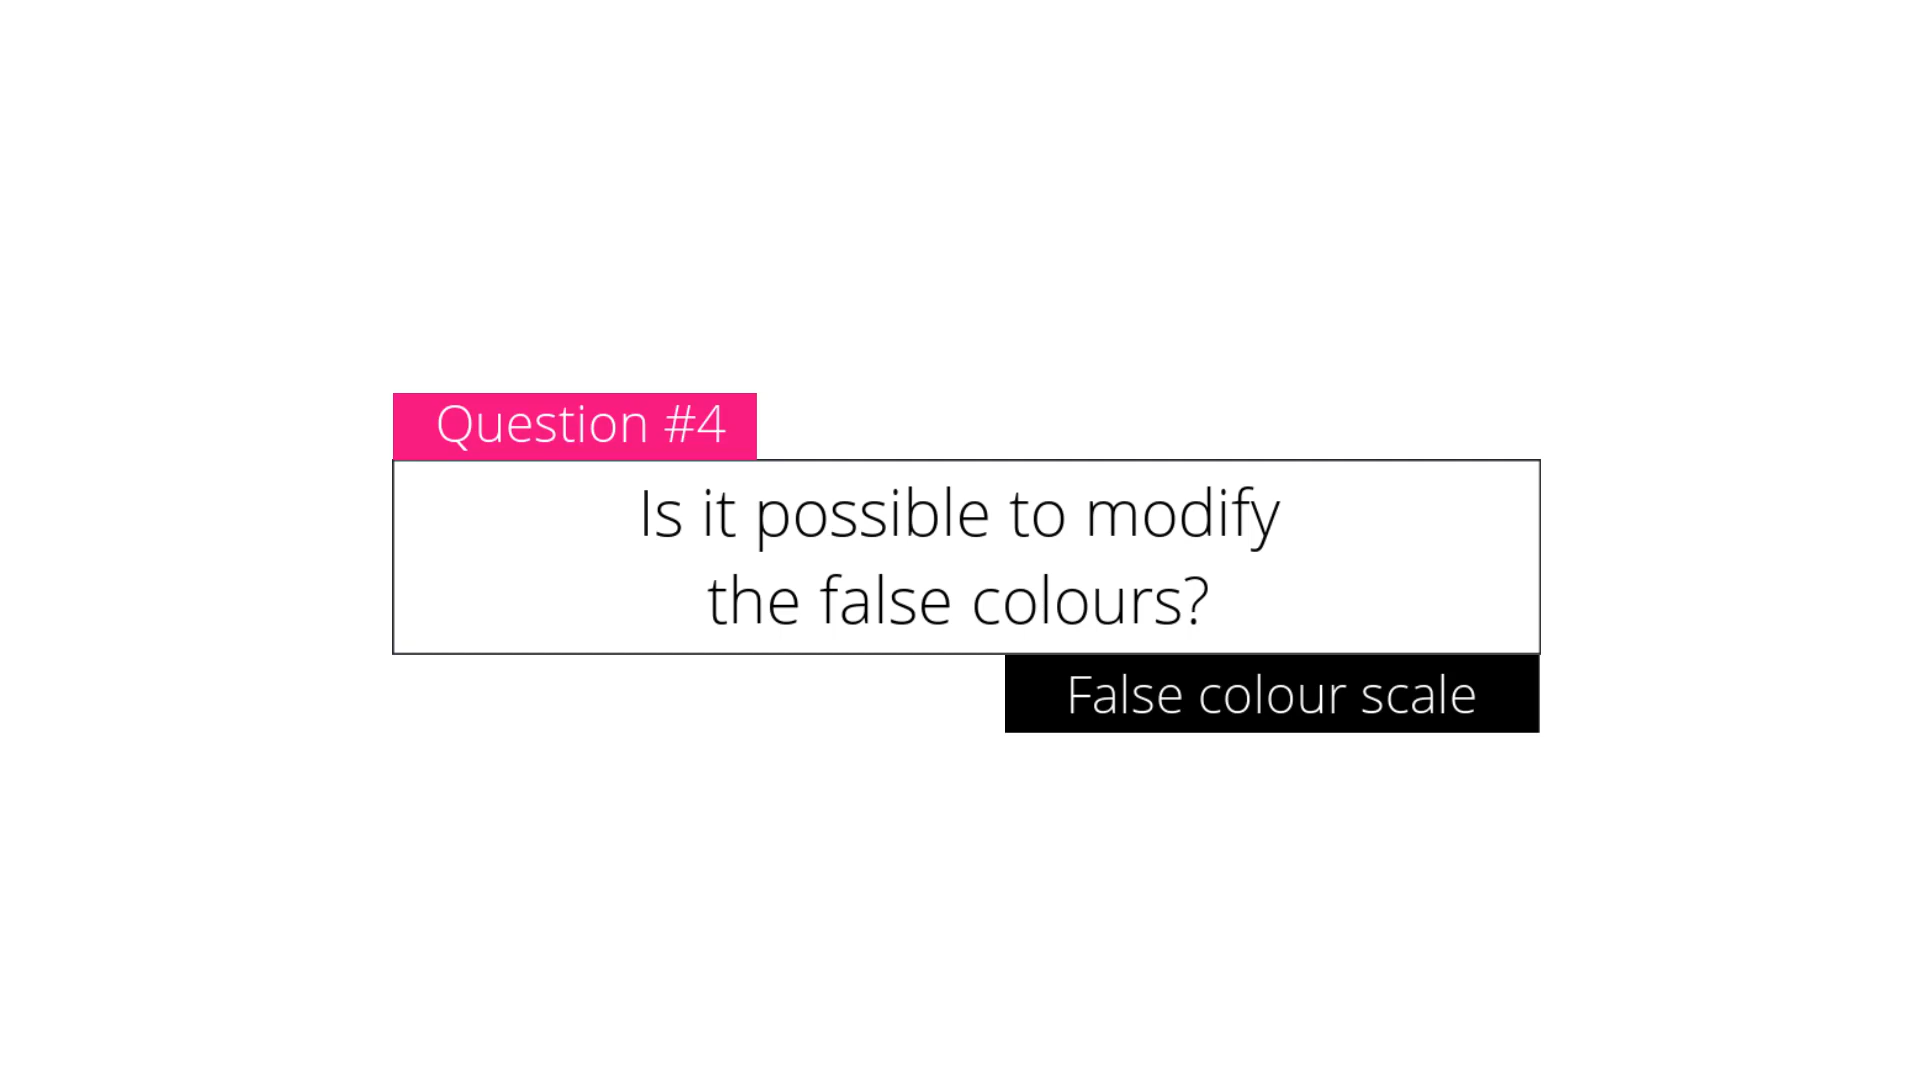 Question #4
Is it possible to modify
the false colours?
False colour scale